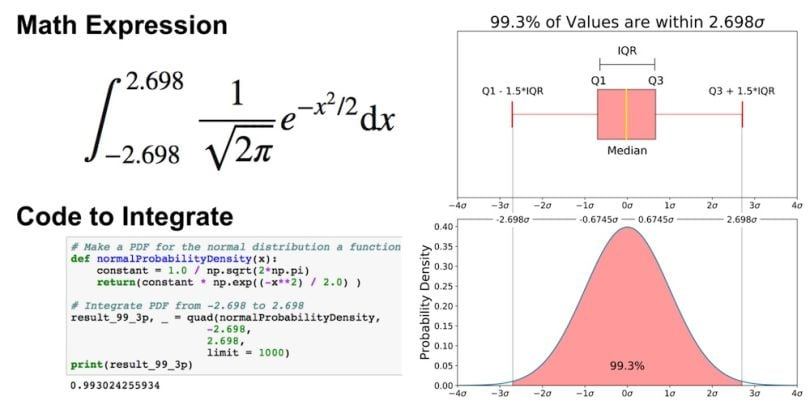 Math Expression
∫ 2.698 −2.698 1 √2π e −x²/2 dx
Code to Integrate
# Make a PDF for the normal distribution a function
def normalProbabilityDensity(x):
    constant = 1.0 / np.sqrt(2*np.pi)
    return(constant * np.exp((-x**2) / 2.0) )
# Integrate PDF from -2.698 to 2.698
result_99_3p, _ = quad(normalProbabilityDensity,
                       -2.698,
                       2.698,
                       limit = 1000)
print(result_99_3p)
0.993024255934
99.3% of Values are within 2.698σ
IQR
Q1 Q3
Q1 - 1.5*IQR Q3 + 1.5*IQR
Median
−4σ −3σ −2σ −1σ 0σ 1σ 2σ 3σ 4σ
-2.698σ -0.6745σ 0.6745σ 2.698σ
Probability Density
0.40
0.35
0.30
0.25
0.20
0.15
0.10
0.05
0.00
99.3%
−4σ −3σ −2σ −1σ 0σ 1σ 2σ 3σ 4σ